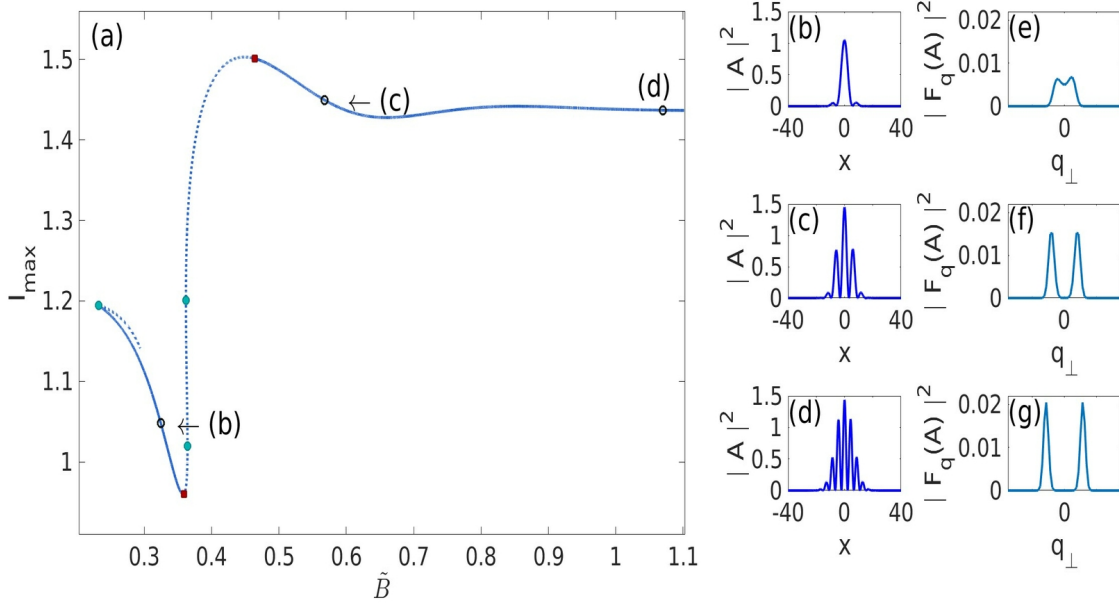 (a)
I_max
1.5
1.4
1.3
1.2
1.1
1
0.3 0.4 0.5 0.6 0.7 0.8 0.9 1 1.1
B̃
← (b)
← (c)
(d)
(b)
| A |²
1.5
1
0.5
0
-40 0 40
x
(e)
| F_q(A) |²
0.02
0.01
0
0
q_⊥
(c)
| A |²
1.5
1
0.5
0
-40 0 40
x
(f)
| F_q(A) |²
0.02
0.01
0
0
q_⊥
(d)
| A |²
1.5
1
0.5
0
-40 0 40
x
(g)
| F_q(A) |²
0.02
0.01
0
0
q_⊥